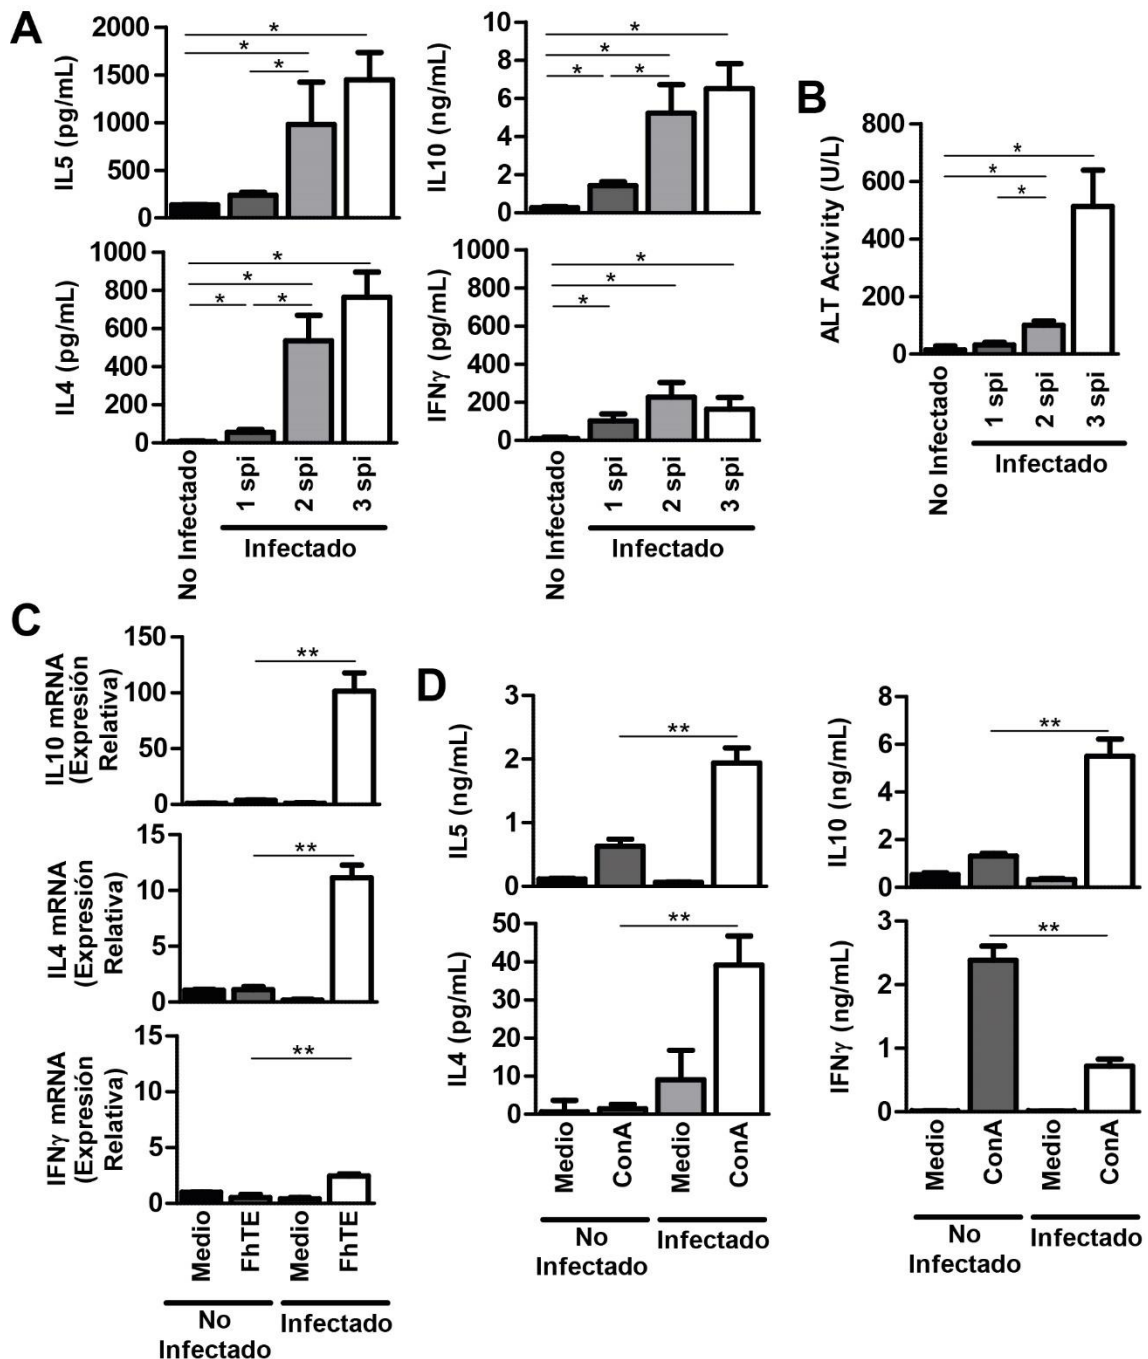 A
IL5 (pg/mL)
2000
1500
1000
500
0
*
*
*
IL10 (ng/mL)
10
8
6
4
2
0
*
*
*
*
IL4 (pg/mL)
1000
800
600
400
200
0
*
*
*
*
No Infectado
1 spi
2 spi
3 spi
Infectado
IFNγ (pg/mL)
1000
800
600
400
200
0
*
*
*
No Infectado
1 spi
2 spi
3 spi
Infectado
B
ALT Activity (U/L)
800
600
400
200
0
*
*
*
No Infectado
1 spi
2 spi
3 spi
Infectado
C
IL10 mRNA
(Expresión
Relativa)
150
100
50
0
**
IL4 mRNA
(Expresión
Relativa)
15
10
5
0
**
IFNγ mRNA
(Expresión
Relativa)
15
10
5
0
**
Medio
FhTE
Medio
FhTE
No
Infectado
Infectado
D
IL5 (ng/mL)
3
2
1
0
**
IL10 (ng/mL)
8
6
4
2
0
**
IL4 (pg/mL)
50
40
30
20
10
0
**
Medio
ConA
Medio
ConA
No
Infectado
Infectado
IFNγ (ng/mL)
3
2
1
0
**
Medio
ConA
Medio
ConA
No
Infectado
Infectado